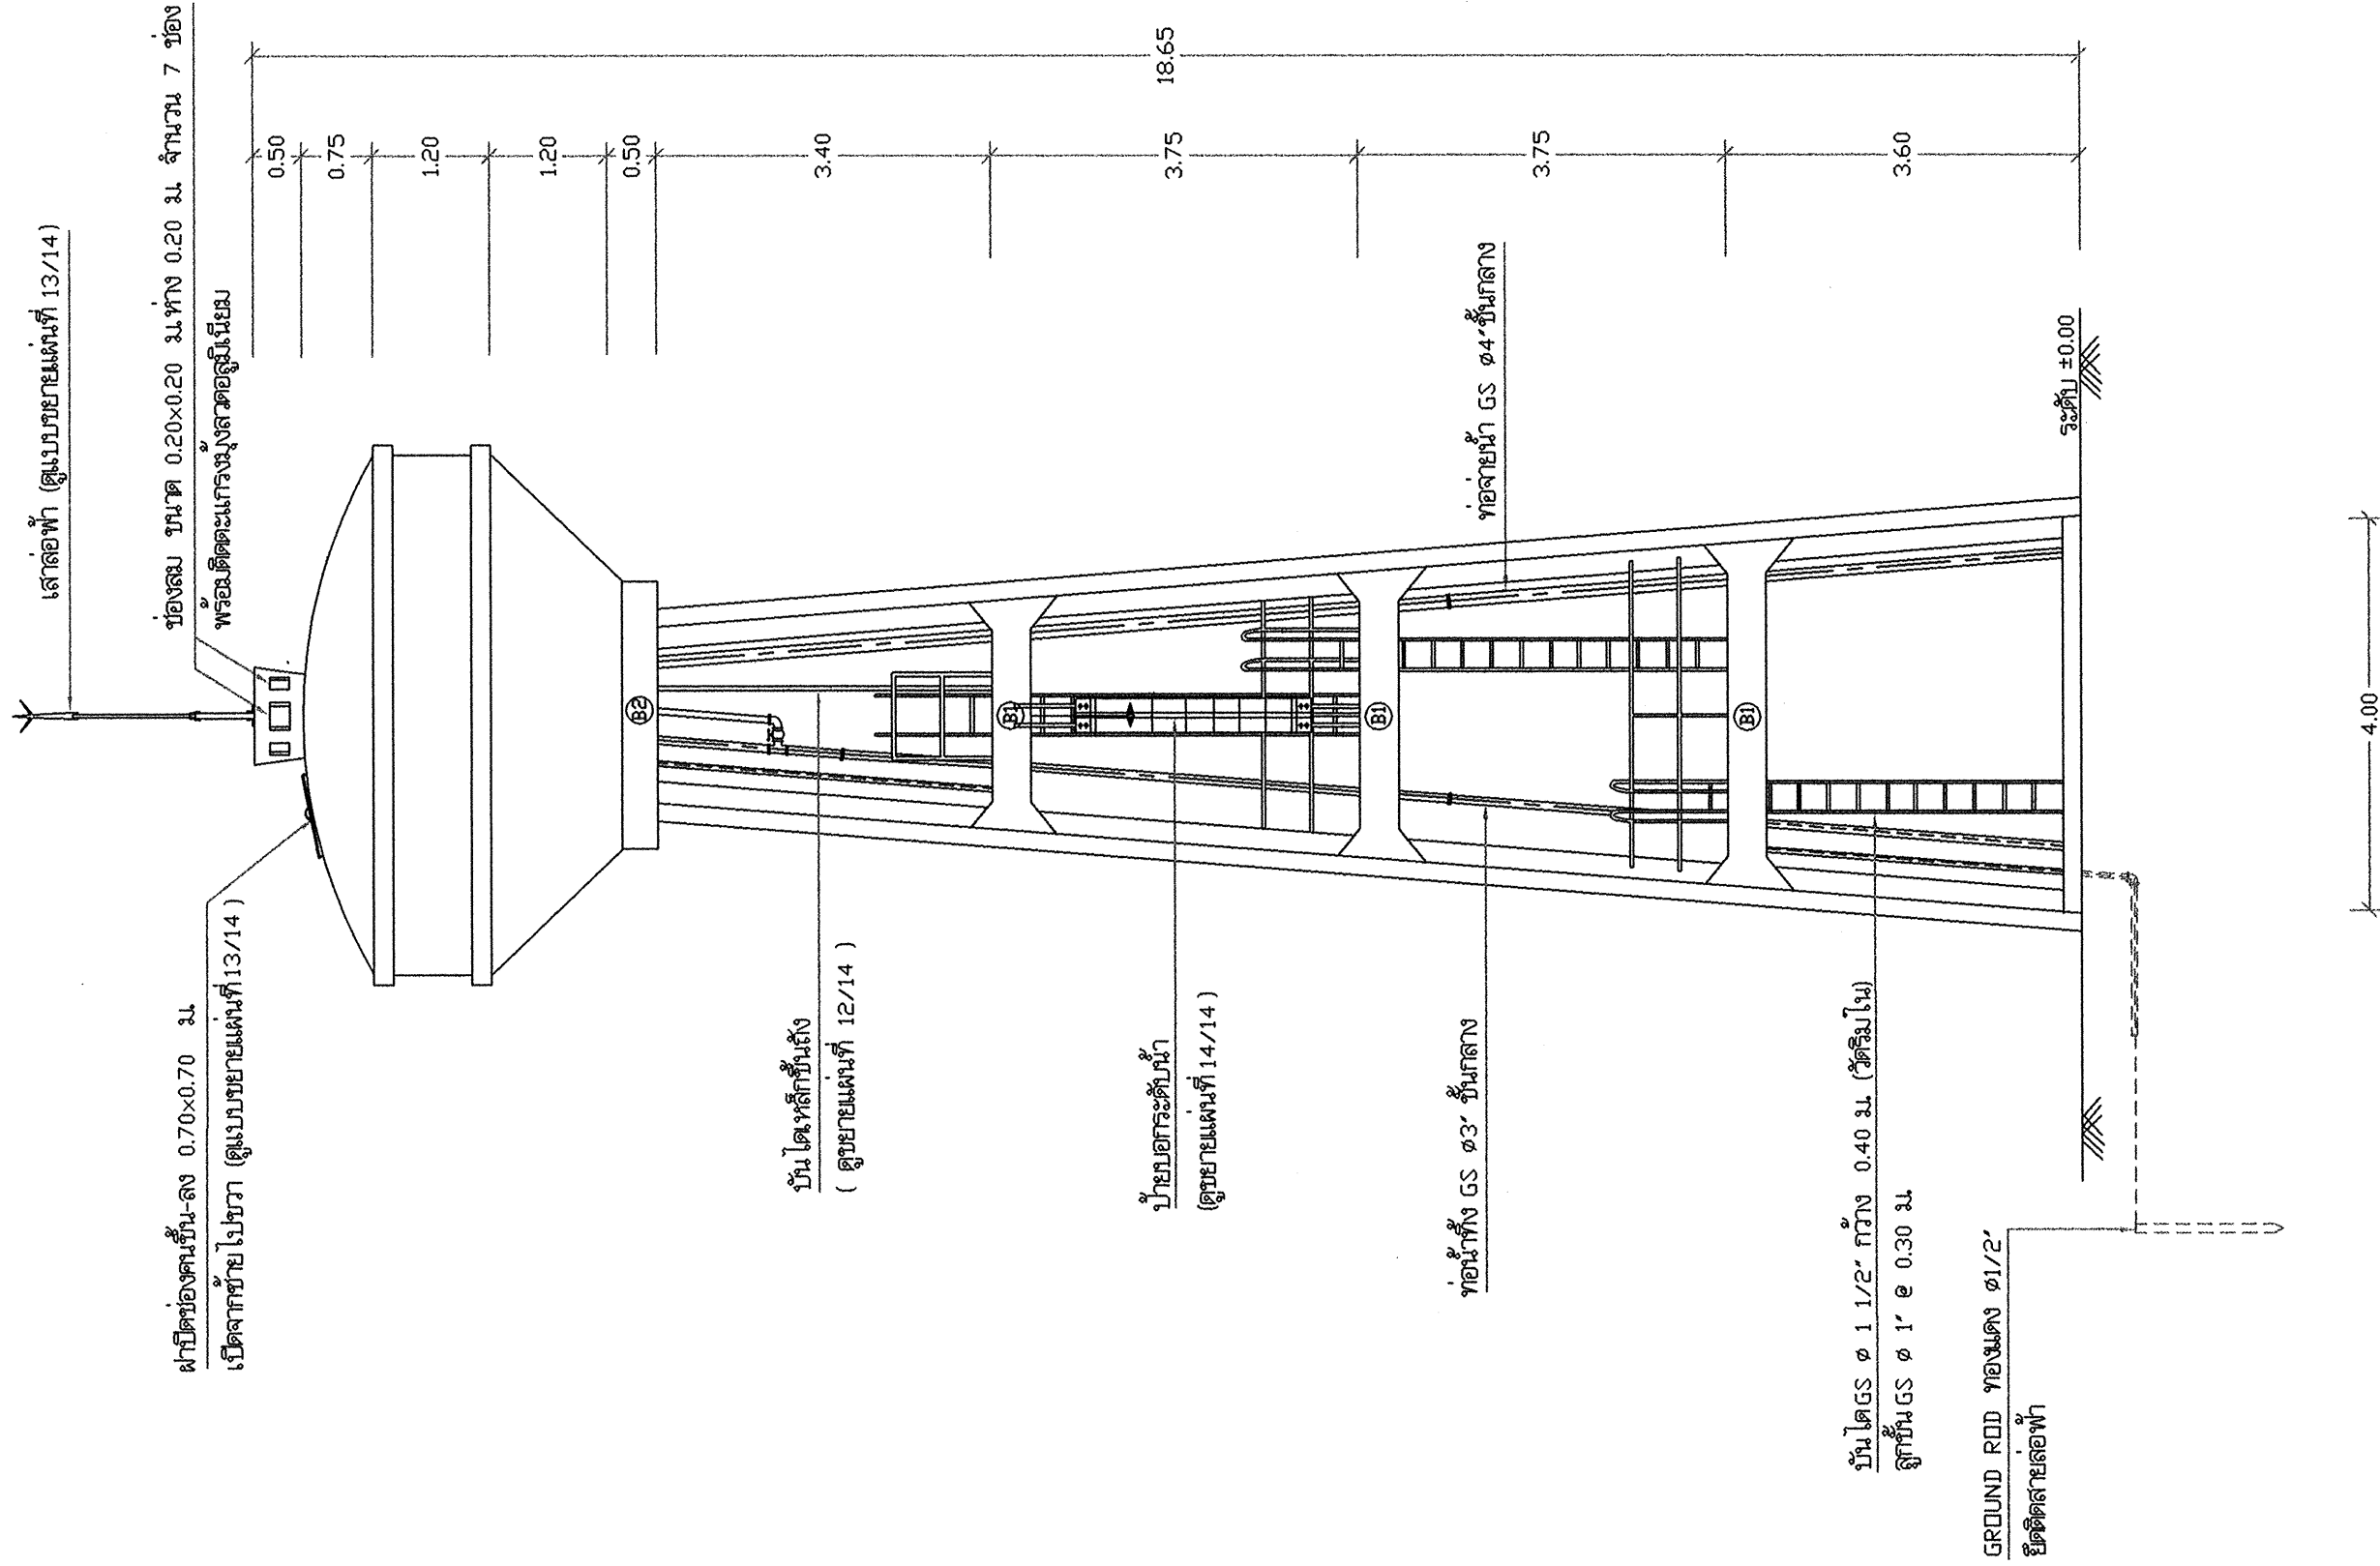 เสาล่อฟ้า (ดูแบบขยายแผ่นที่ 13/14)
ช่องลม ขนาด 0.20×0.20 ม.ห่าง 0.20 ม. จำนวน 7 ช่อง
พร้อมติดตะแกรงมุ้งลวดอลูมิเนียม
ฝาปิดช่องคนขึ้น-ลง 0.70×0.70 ม.
เปิดจากซ้ายไปขวา (ดูแบบขยายแผ่นที่ 13/14 )
0.50
0.75
1.20
1.20
0.50
3.40
3.75
3.75
3.60
18.65
B2
บันไดเหล็กขึ้นถัง
( ดูขยายแผ่นที่ 12/14 )
B1
ป้ายบอกระดับน้ำ
(ดูขยายแผ่นที่ 14/14 )
B1
ท่อจ่ายน้ำ GS ø4" ชั้นกลาง
ท่อน้ำทิ้ง GS ø3" ชั้นกลาง
B1
บันไดGS ø 1 1/2" กว้าง 0.40 ม. (วัดริมใน)
ลูกขั้นGS ø 1" @ 0.30 ม.
ระดับ ±0.00
GROUND ROD ทองแดง ø1/2"
ยึดติดสายล่อฟ้า
4.00